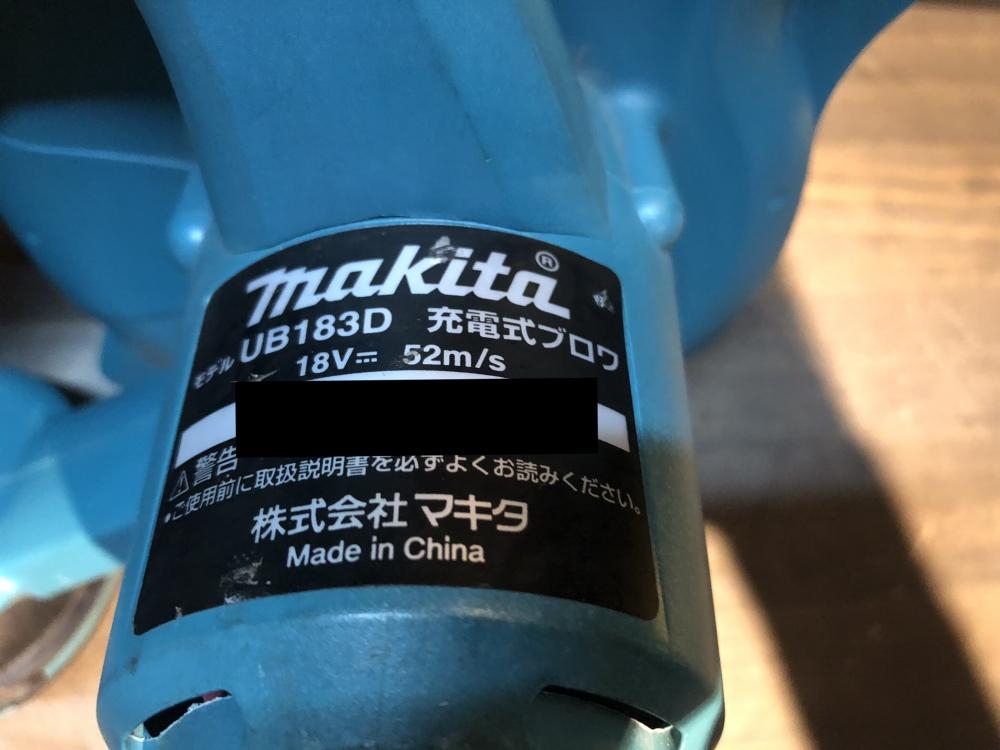 makita®
モデル UB183D 充電式ブロワ
18V⎓ 52m/s
⚠警告
•ご使用前に取扱説明書を必ずよくお読みください。
株式会社マキタ
Made in China